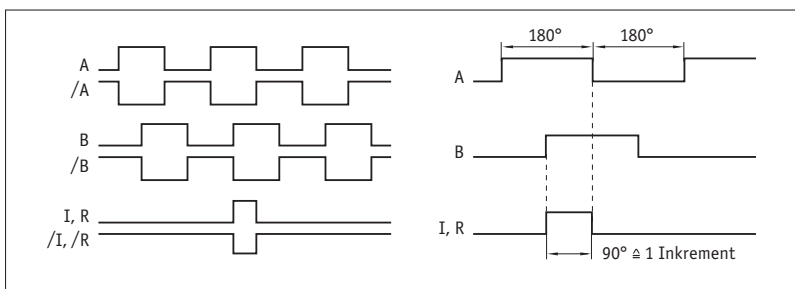 A
/A
B
/B
I, R
/I, /R
180° 180°
A
B
I, R
90° ≙ 1 Inkrement